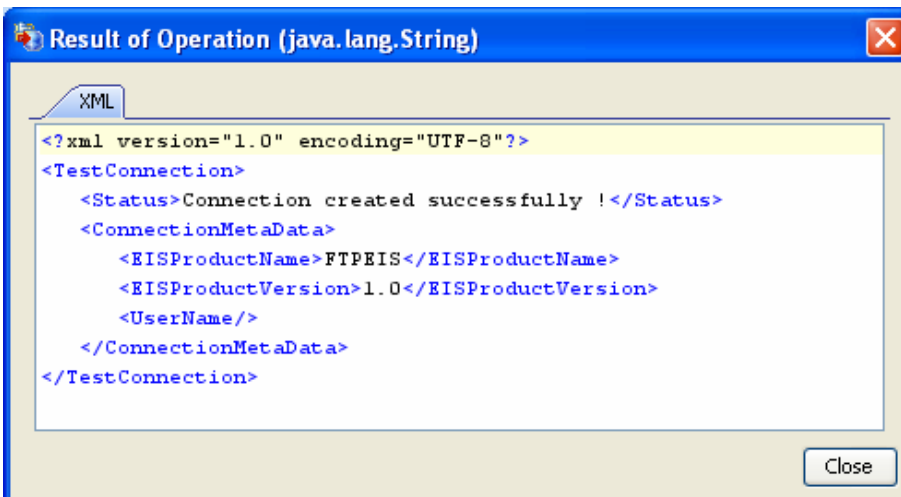 Result of Operation (java.lang.String)
XML
<?xml version="1.0" encoding="UTF-8"?>
<TestConnection>
<Status>Connection created successfully !</Status>
<ConnectionMetaData>
<EISProductName>FTPEIS</EISProductName>
<EISProductVersion>1.0</EISProductVersion>
<UserName/>
</ConnectionMetaData>
</TestConnection>
Close